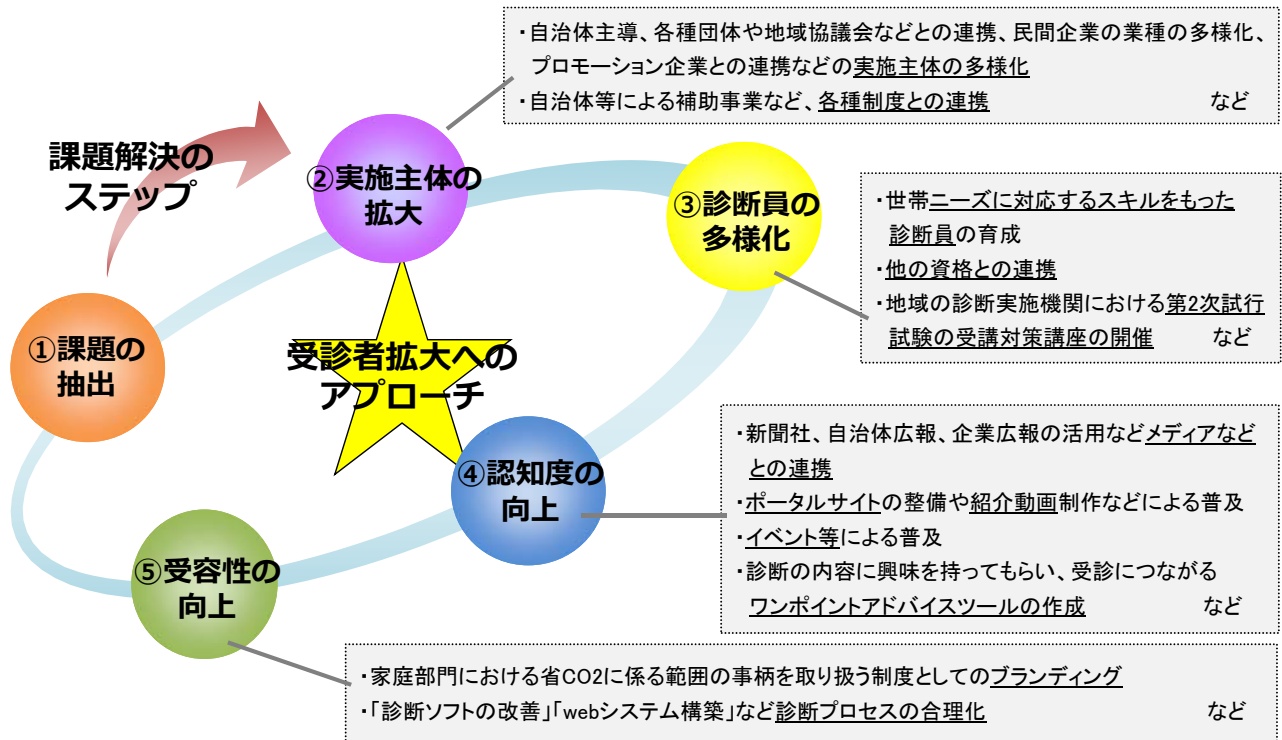 ・自治体主導、各種団体や地域協議会などとの連携、民間企業の業種の多様化、
プロモーション企業との連携などの実施主体の多様化
・自治体等による補助事業など、各種制度との連携 など
課題解決の
ステップ
②実施主体の
拡大
③診断員の
多様化
・世帯ニーズに対応するスキルをもった
診断員の育成
・他の資格との連携
・地域の診断実施機関における第2次試行
試験の受講対策講座の開催 など
①課題の
抽出
受診者拡大への
アプローチ
④認知度の
向上
・新聞社、自治体広報、企業広報の活用などメディアなど
との連携
・ポータルサイトの整備や紹介動画制作などによる普及
・イベント等による普及
・診断の内容に興味を持ってもらい、受診につながる
ワンポイントアドバイスツールの作成 など
⑤受容性の
向上
・家庭部門における省CO2に係る範囲の事柄を取り扱う制度としてのブランディング
・「診断ソフトの改善」「webシステム構築」など診断プロセスの合理化 など